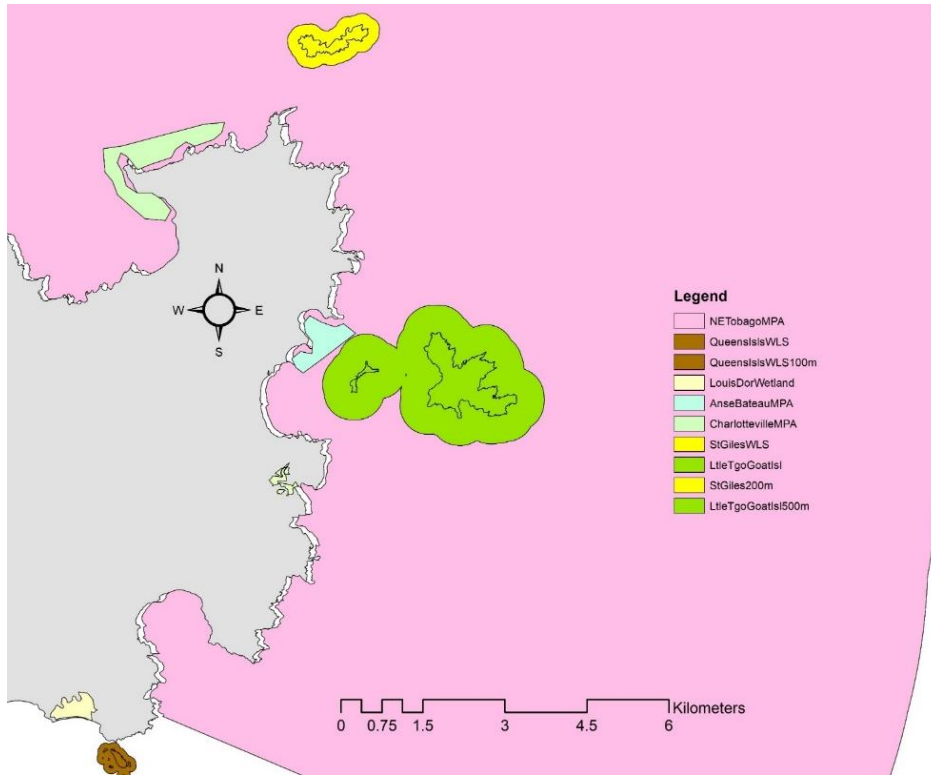 N
W E
S
Legend
NETobagoMPA
QueensIslsWLS
QueensIslsWLS100m
LouisDorWetland
AnseBateauMPA
CharlottevilleMPA
StGilesWLS
LtleTgoGoatIsl
StGiles200m
LtleTgoGoatIsl500m
Kilometers
0 0.75 1.5 3 4.5 6